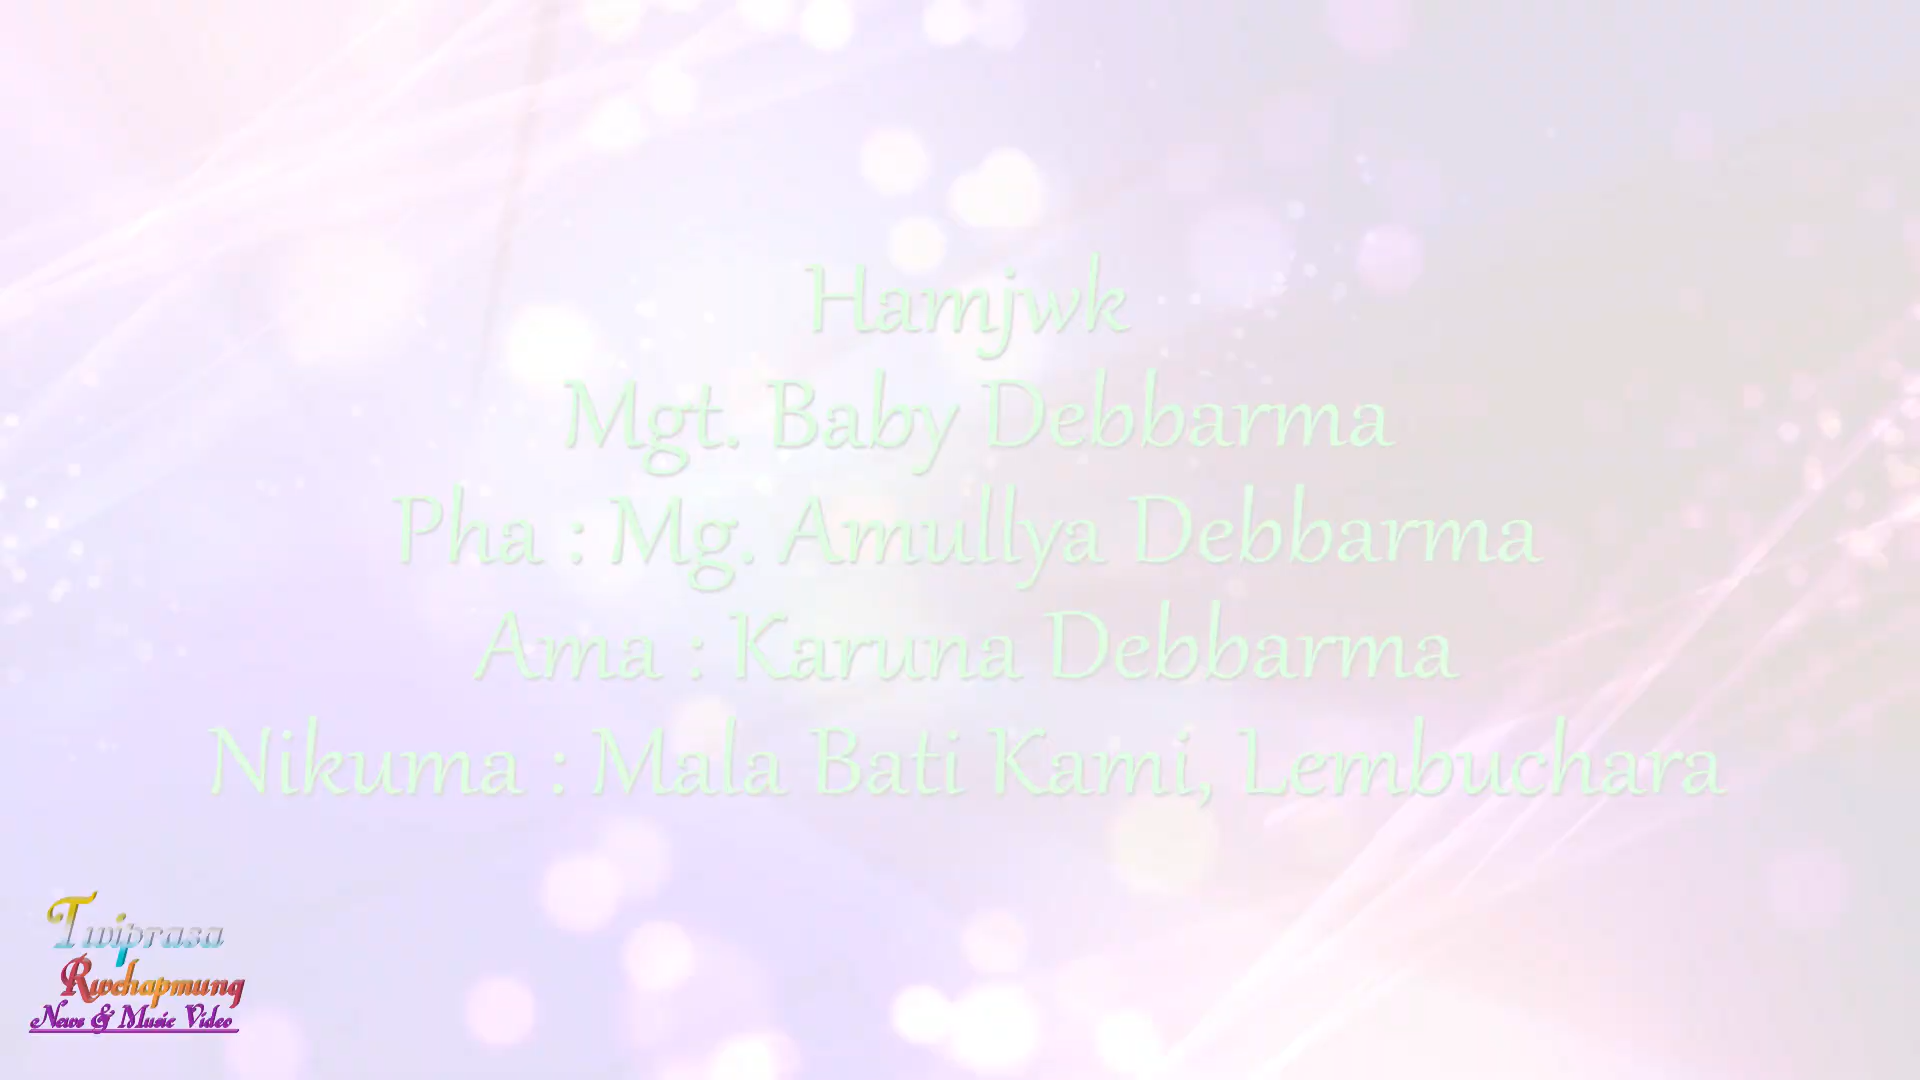 Hamjwk
Mgt. Baby Debbarma
Pha : Mg. Amullya Debbarma
Ama : Karuna Debbarma
Nikuma : Mala Bati Kami, Lembuchara
Twiprasa
Rwchapmung
News & Music Video